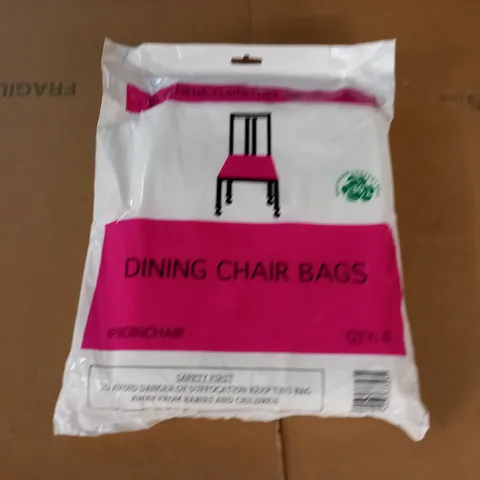 DINING CHAIR BAGS
QTY: 8
SAFETY FIRST
TO AVOID DANGER OF SUFFOCATION KEEP THIS BAG
AWAY FROM BABIES AND CHILDREN
FRAGILE